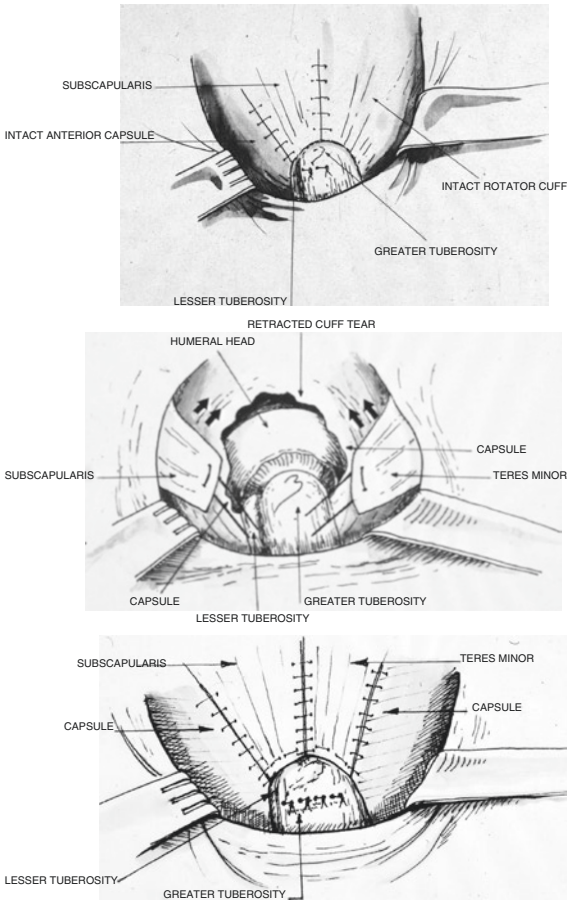 SUBSCAPULARIS
INTACT ANTERIOR CAPSULE
INTACT ROTATOR CUFF
GREATER TUBEROSITY
LESSER TUBEROSITY
RETRACTED CUFF TEAR
HUMERAL HEAD
CAPSULE
SUBSCAPULARIS
TERES MINOR
CAPSULE
GREATER TUBEROSITY
LESSER TUBEROSITY
SUBSCAPULARIS
TERES MINOR
CAPSULE
CAPSULE
LESSER TUBEROSITY
GREATER TUBEROSITY